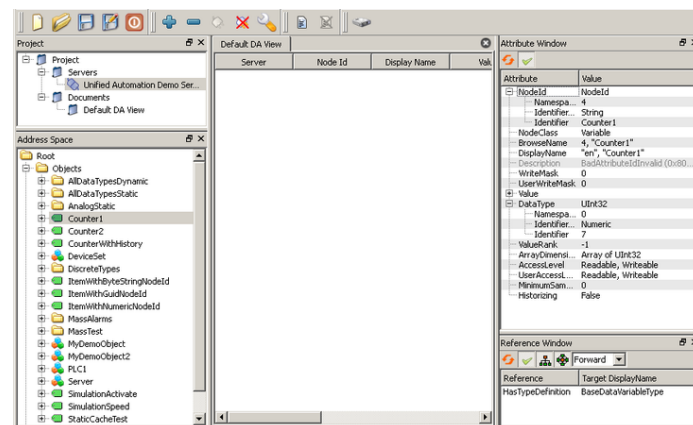 Project
Project
Servers
Unified Automation Demo Ser...
Documents
Default DA View
Address Space
Root
Objects
AllDataTypesDynamic
AllDataTypesStatic
AnalogStatic
Counter1
Counter2
CounterWithHistory
DeviceSet
DiscreteTypes
ItemWithByteStringNodeId
ItemWithGuidNodeId
ItemWithNumericNodeId
MassAlarms
MassTest
MyDemoObject
MyDemoObject2
PLC1
Server
SimulationActivate
SimulationSpeed
StaticCacheTest
Default DA View
Server Node Id Display Name Valu
Attribute Window
Attribute Value
NodeId NodeId
Namespa... 4
Identifier... String
Identifier Counter1
NodeClass Variable
BrowseName 4, "Counter1"
DisplayName "en", "Counter1"
Description BadAttributeIdInvalid (0x80...
WriteMask 0
UserWriteMask 0
Value
DataType UInt32
Namespa... 0
Identifier... Numeric
Identifier 7
ValueRank -1
ArrayDimensi... Array of UInt32
AccessLevel Readable, Writeable
UserAccessL... Readable, Writeable
MinimumSam... 0
Historizing False
Reference Window
Forward
Reference Target DisplayName
HasTypeDefinition BaseDataVariableType